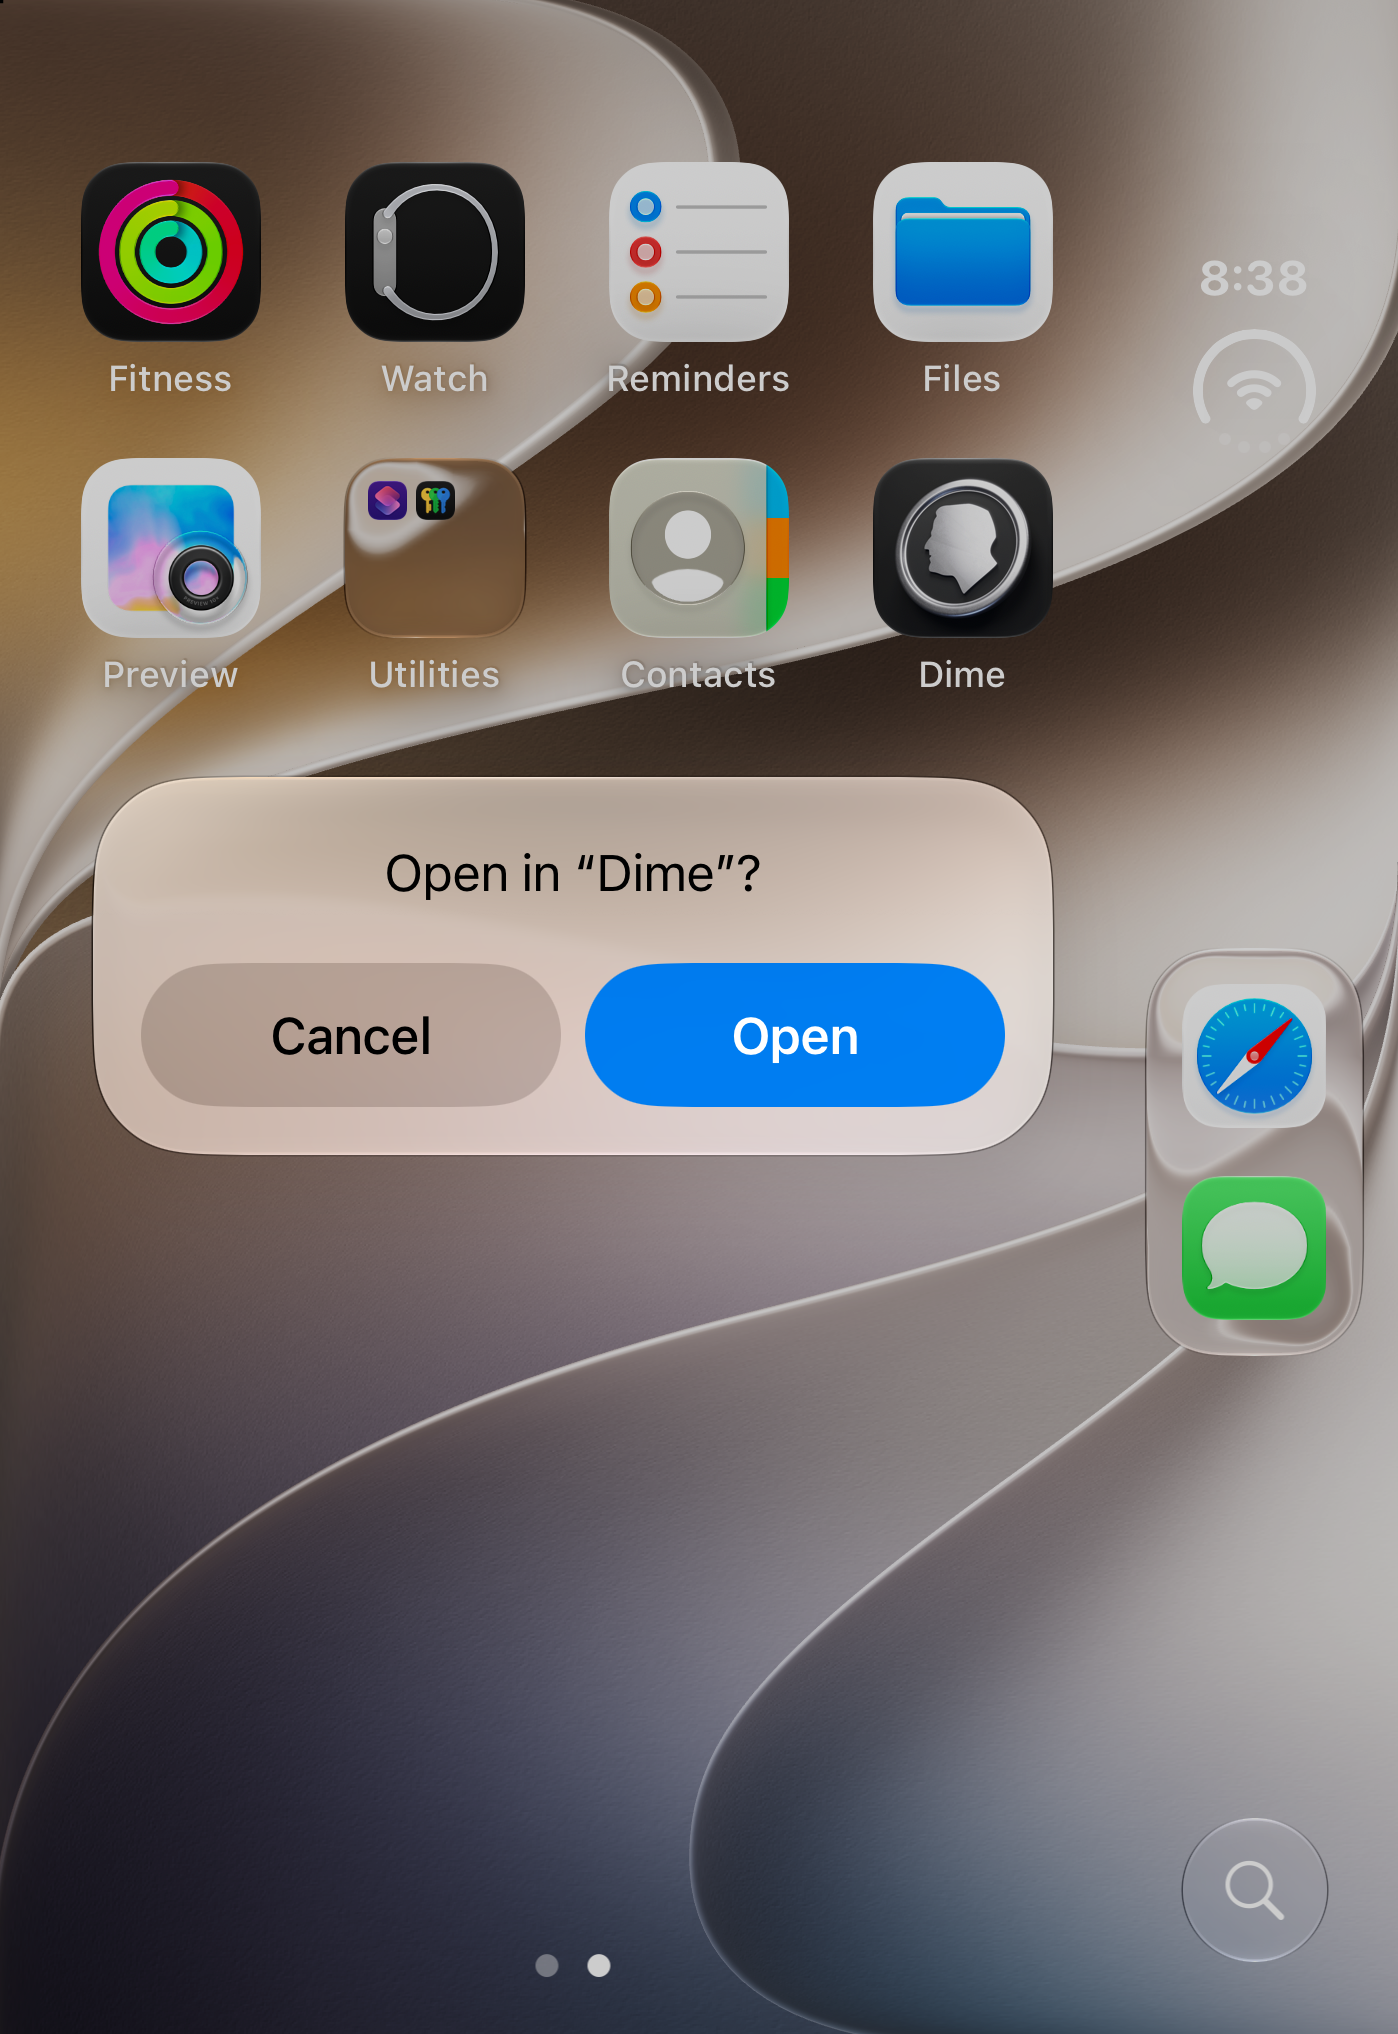 Fitness
Watch
Reminders
Files
8:38
Preview
Utilities
Contacts
Dime
Open in “Dime”?
Cancel
Open